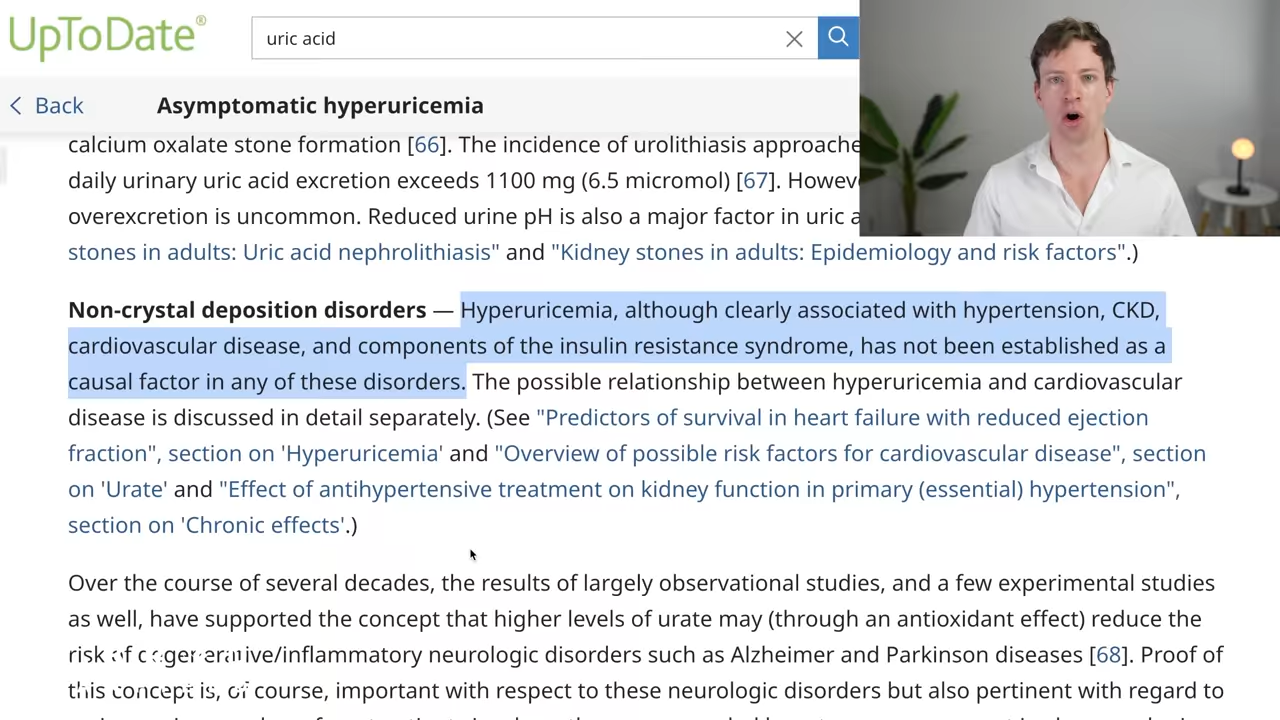 UpToDate®
uric acid
Back
Asymptomatic hyperuricemia
calcium oxalate stone formation [66]. The incidence of urolithiasis approache
daily urinary uric acid excretion exceeds 1100 mg (6.5 micromol) [67]. Howev
overexcretion is uncommon. Reduced urine pH is also a major factor in uric a
stones in adults: Uric acid nephrolithiasis" and "Kidney stones in adults: Epidemiology and risk factors".)
Non-crystal deposition disorders — Hyperuricemia, although clearly associated with hypertension, CKD,
cardiovascular disease, and components of the insulin resistance syndrome, has not been established as a
causal factor in any of these disorders. The possible relationship between hyperuricemia and cardiovascular
disease is discussed in detail separately. (See "Predictors of survival in heart failure with reduced ejection
fraction", section on 'Hyperuricemia' and "Overview of possible risk factors for cardiovascular disease", section
on 'Urate' and "Effect of antihypertensive treatment on kidney function in primary (essential) hypertension",
section on 'Chronic effects'.)
Over the course of several decades, the results of largely observational studies, and a few experimental studies
as well, have supported the concept that higher levels of urate may (through an antioxidant effect) reduce the
risk of degenerative/inflammatory neurologic disorders such as Alzheimer and Parkinson diseases [68]. Proof of
this concept is, of course, important with respect to these neurologic disorders but also pertinent with regard to